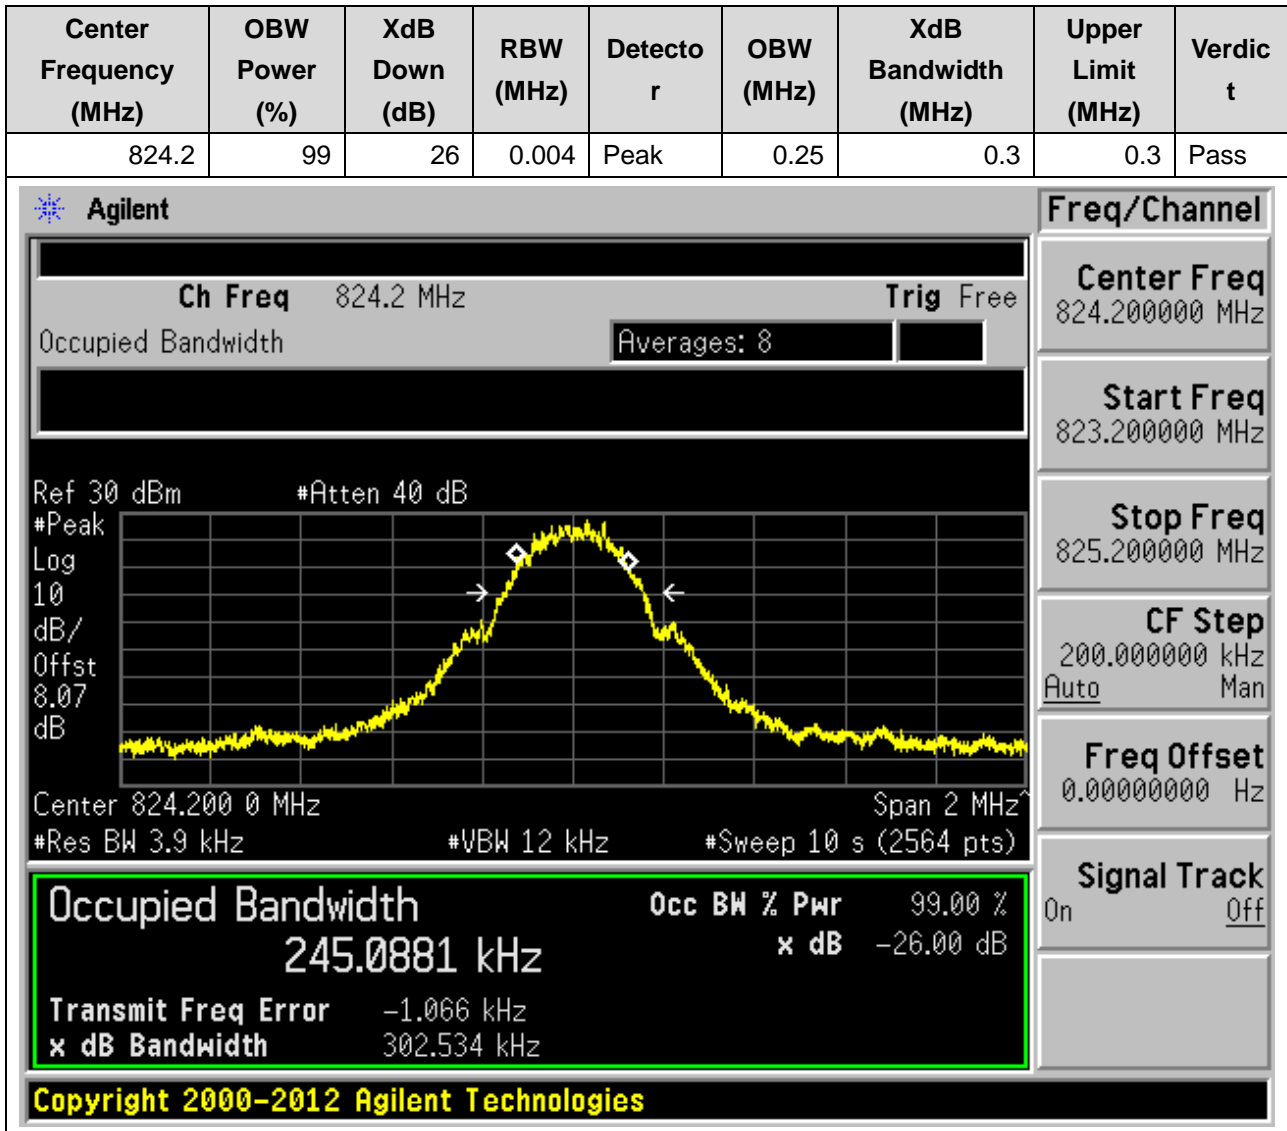 Center Frequency (MHz) OBW Power (%) XdB Down (dB) RBW (MHz) Detecto r OBW (MHz) XdB Bandwidth (MHz) Upper Limit (MHz) Verdic t
824.2 99 26 0.004 Peak 0.25 0.3 0.3 Pass
Agilent
Freq/Channel
Ch Freq 824.2 MHz Trig Free
Occupied Bandwidth Averages: 8
Ref 30 dBm #Atten 40 dB
#Peak
Log
10
dB/
Offst
8.07
dB
Center 824.200 0 MHz Span 2 MHz^
#Res BW 3.9 kHz #VBW 12 kHz #Sweep 10 s (2564 pts)
Occupied Bandwidth Occ BW % Pwr 99.00 %
245.0881 kHz x dB -26.00 dB
Transmit Freq Error -1.066 kHz
x dB Bandwidth 302.534 kHz
Center Freq
824.200000 MHz
Start Freq
823.200000 MHz
Stop Freq
825.200000 MHz
CF Step
200.000000 kHz
Auto Man
Freq Offset
0.00000000 Hz
Signal Track
On Off
Copyright 2000-2012 Agilent Technologies